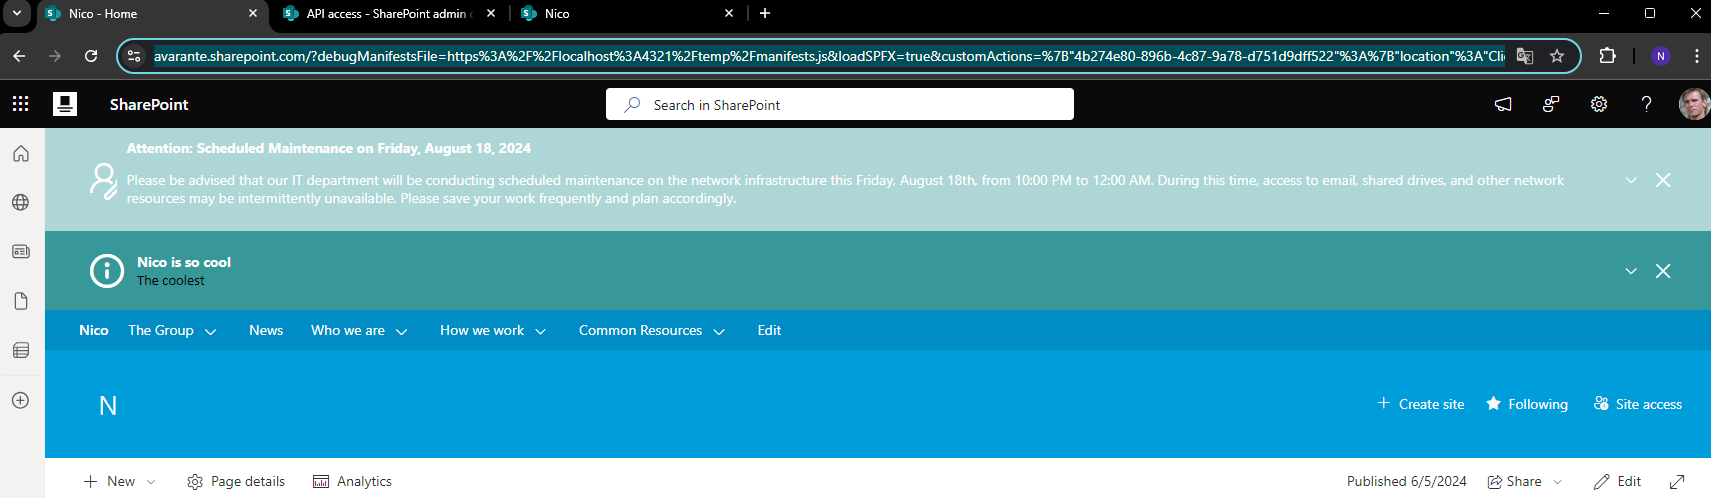 Nico - Home
API access - SharePoint admin
Nico
avarante.sharepoint.com/?debugManifestsFile=https%3A%2F%2Flocalhost%3A4321%2Ftemp%2Fmanifests.js&loadSPFX=true&customActions=%7B"4b274e80-896b-4c87-9a78-d751d9dff522"%3A%7B"location"%3A"Cli
N
SharePoint
Search in SharePoint
Attention: Scheduled Maintenance on Friday, August 18, 2024
Please be advised that our IT department will be conducting scheduled maintenance on the network infrastructure this Friday, August 18th, from 10:00 PM to 12:00 AM. During this time, access to email, shared drives, and other network
resources may be intermittently unavailable. Please save your work frequently and plan accordingly.
Nico is so cool
The coolest
Nico The Group News Who we are How we work Common Resources Edit
N
Create site Following Site access
New Page details Analytics Published 6/5/2024 Share Edit